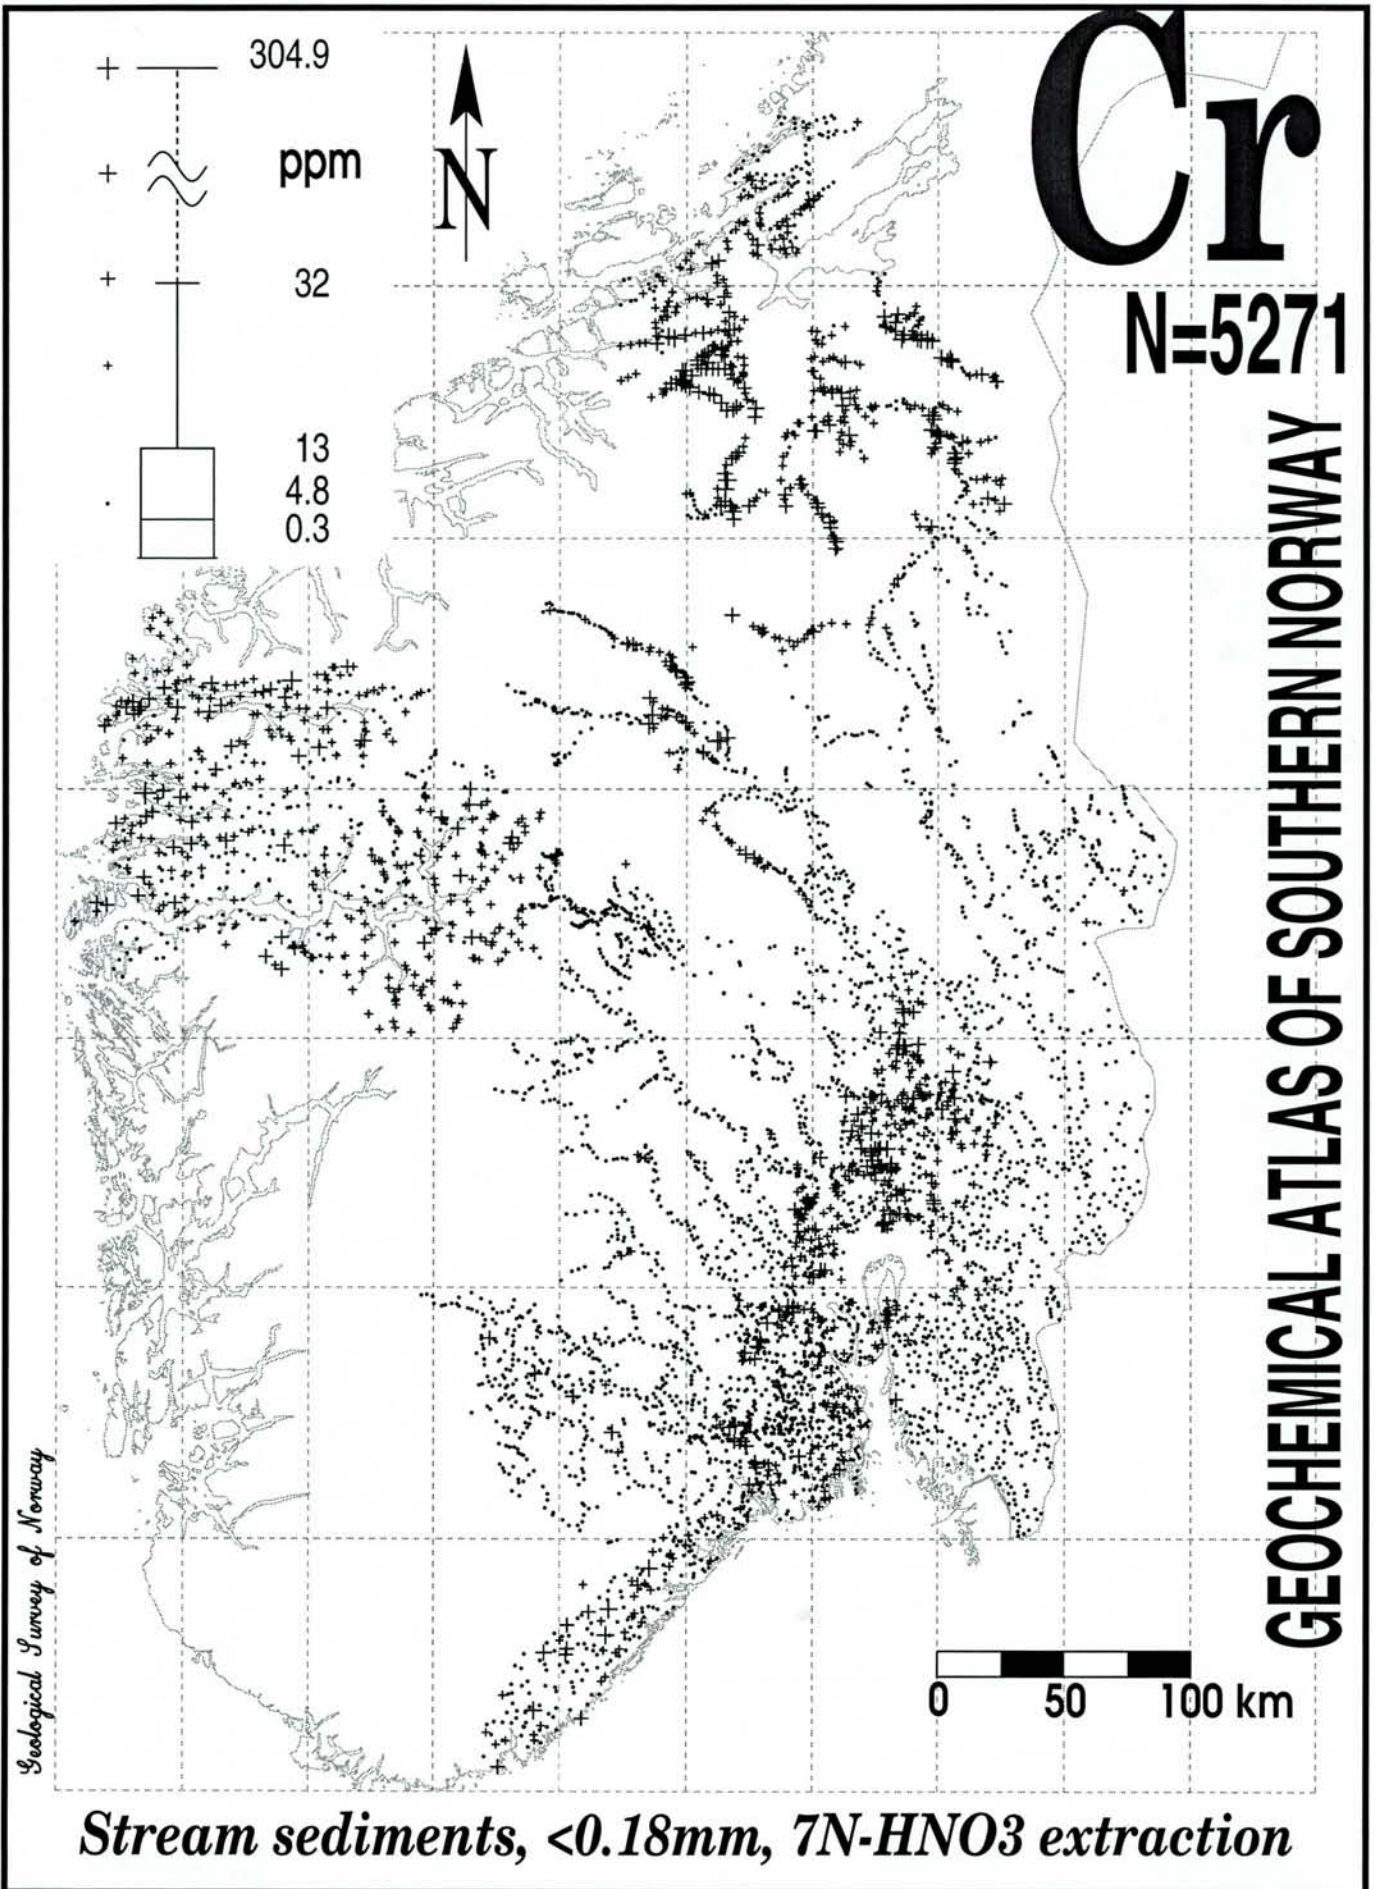 Cr
N=5271
304.9
ppm
32
13
4.8
0.3
N
GEOCHEMICAL ATLAS OF SOUTHERN NORWAY
Geological Survey of Norway
0 50 100 km
Stream sediments, <0.18mm, 7N-HNO3 extraction